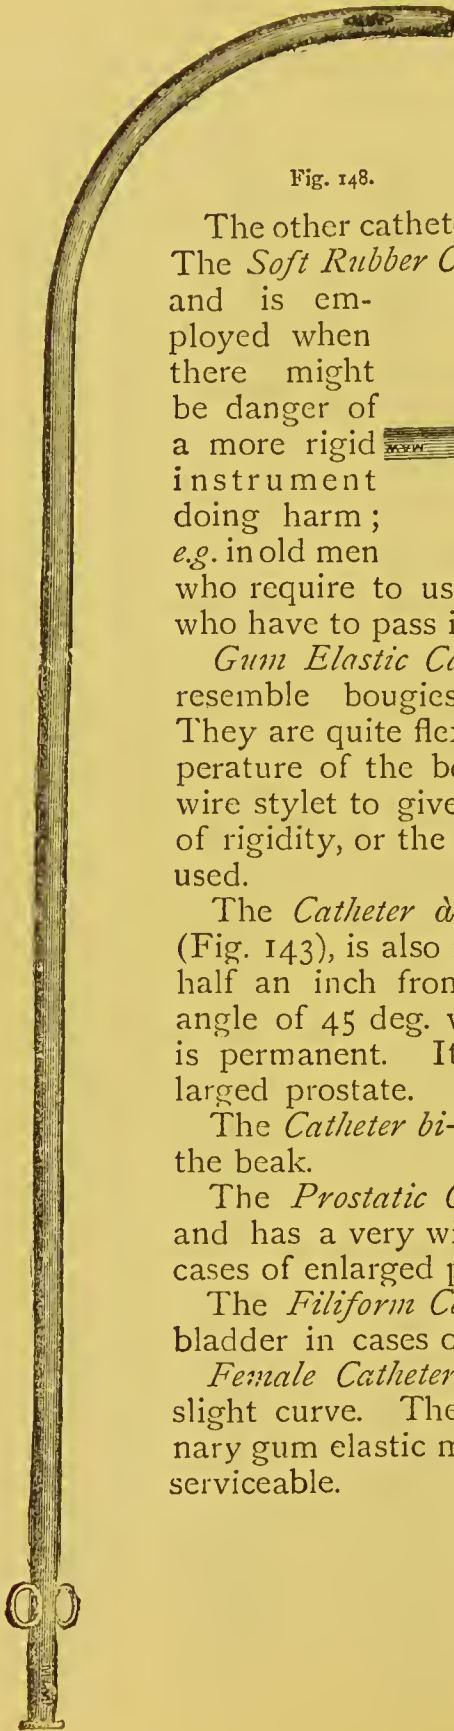 Fig. 148.
The other cathet
The Soft Rubber C
and is em-
ployed when
there might
be danger of
a more rigid
instrument
doing harm ;
e.g. in old men
who require to us
who have to pass i
Gum Elastic Ca
resemble bougies
They are quite fle
perature of the b
wire stylet to give
of rigidity, or the
used.
The Catheter à
(Fig. 143), is also
half an inch from
angle of 45 deg. w
is permanent. It
larged prostate.
The Catheter bi-
the beak.
The Prostatic C
and has a very wi
cases of enlarged p
The Filiform Ca
bladder in cases o
Female Catheter
slight curve. The
nary gum elastic m
serviceable.